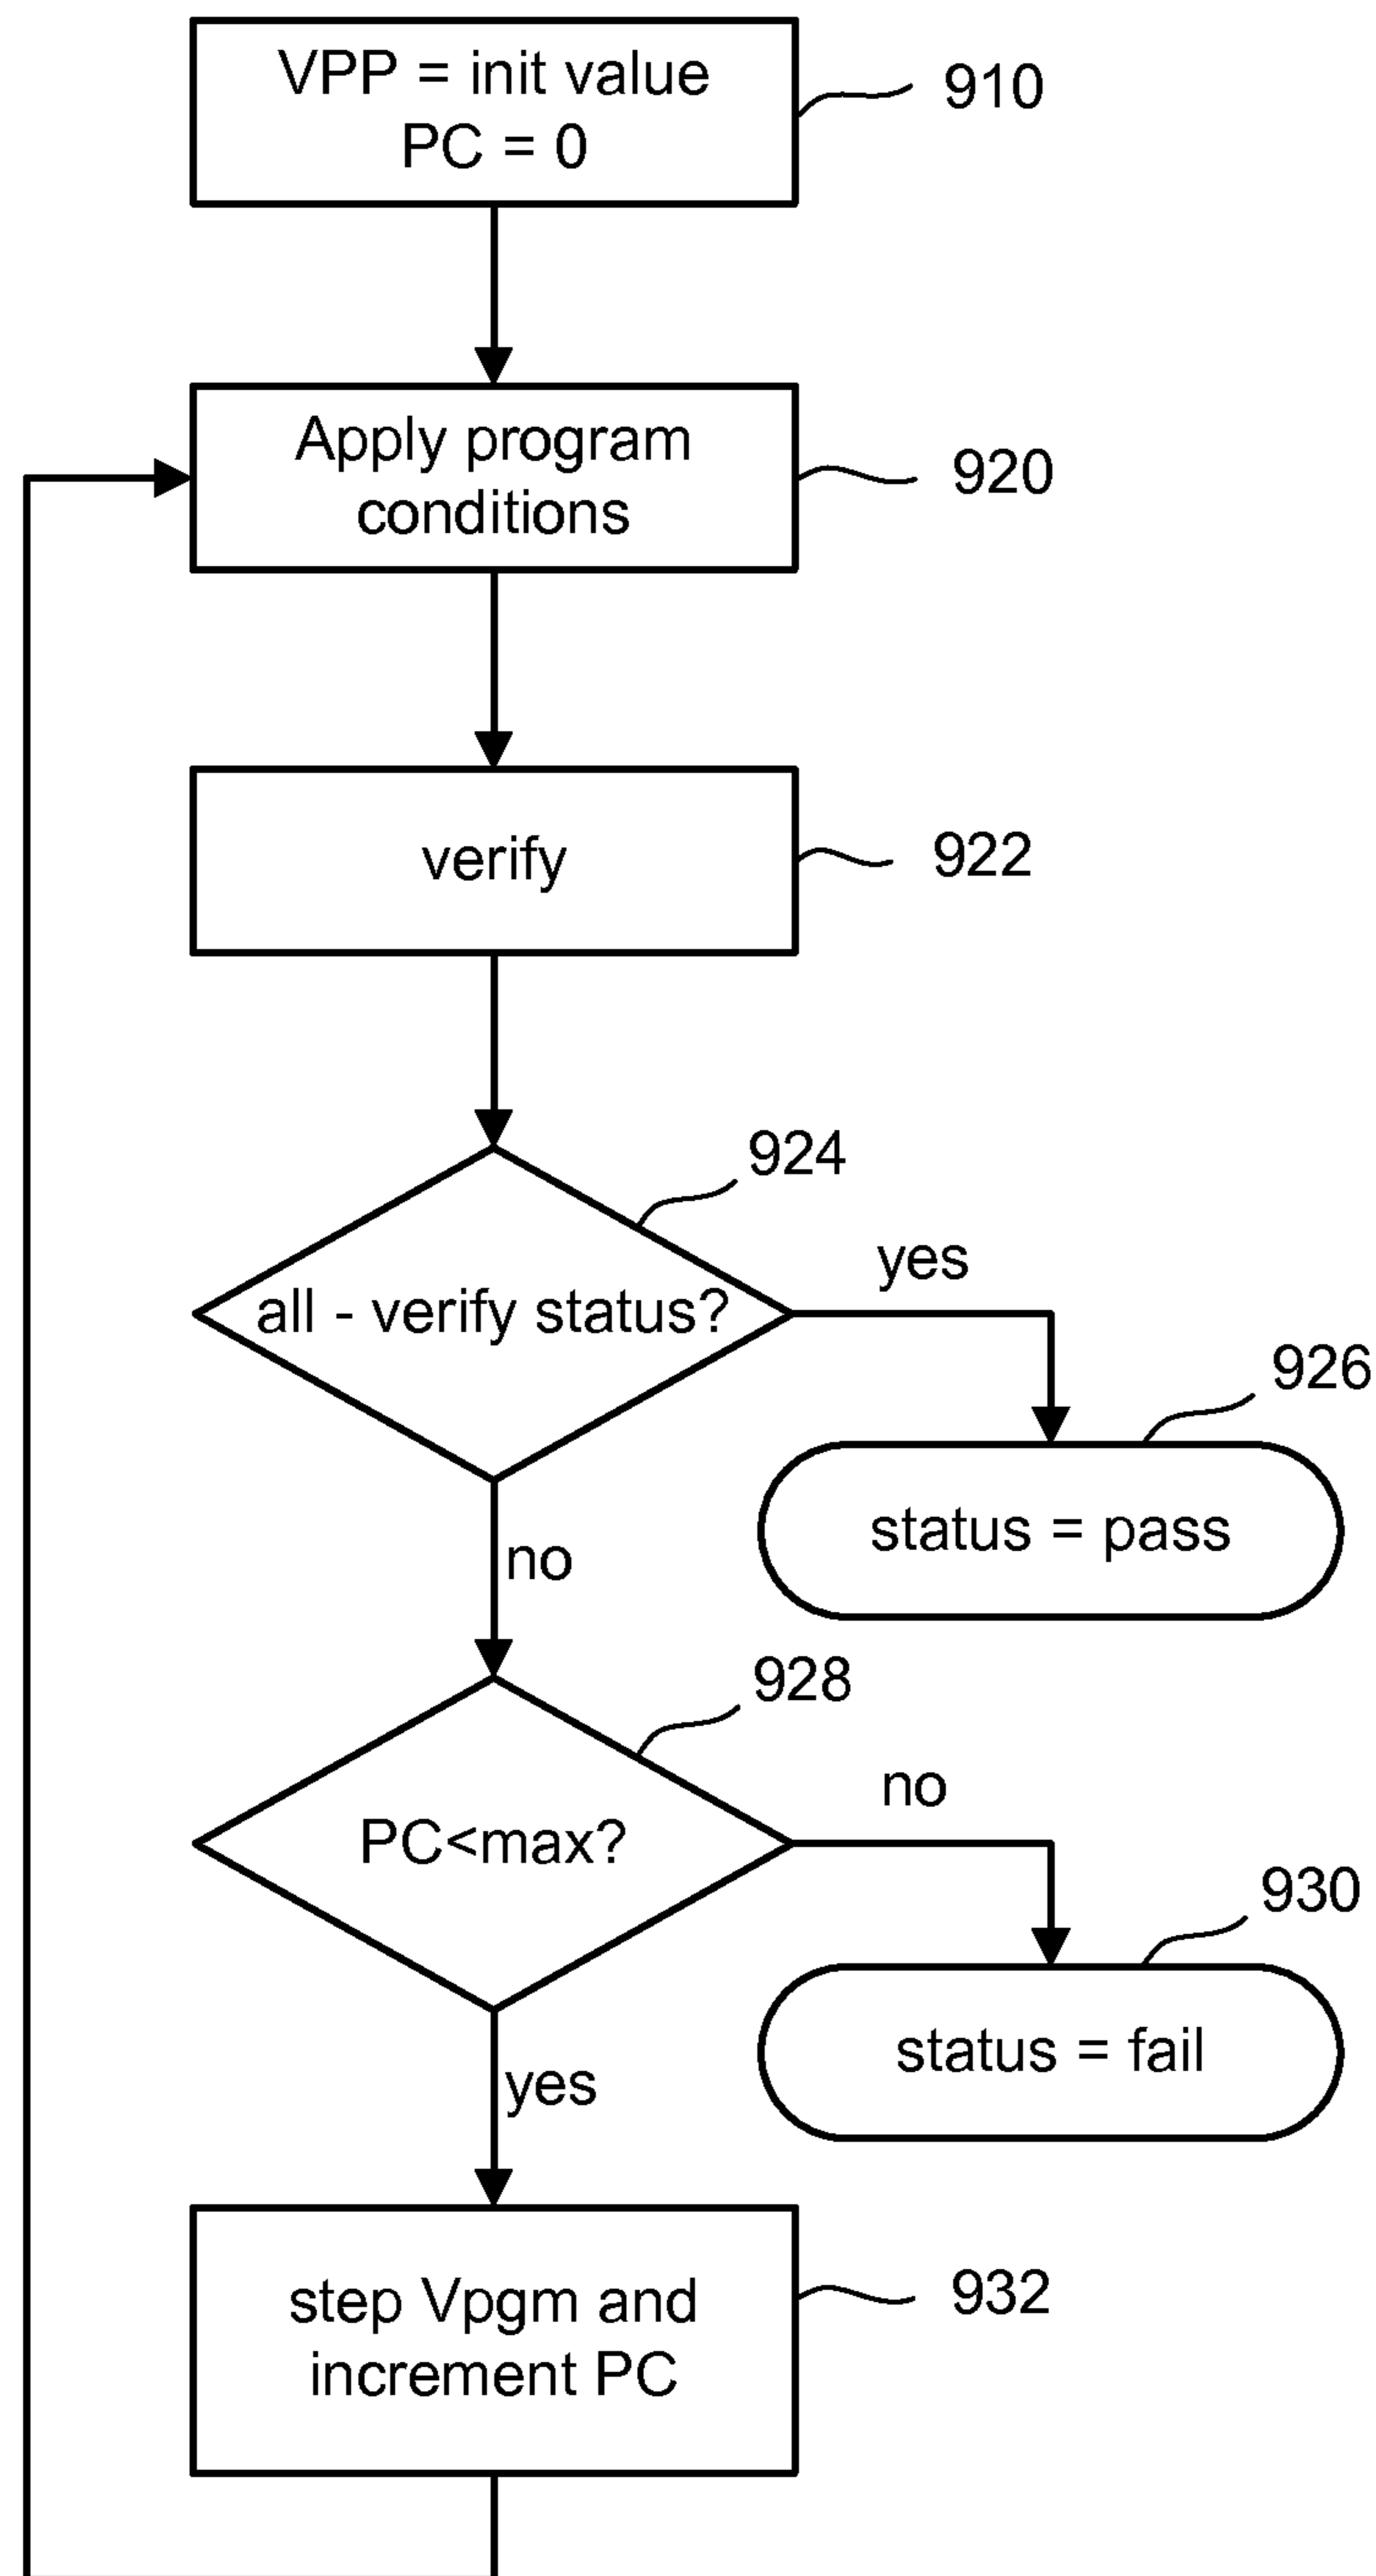 VPP = init value
PC = 0
910
Apply program
conditions
920
verify
922
924
all - verify status?
yes
926
status = pass
no
928
PC<max?
no
930
status = fail
yes
step Vpgm and
increment PC
932